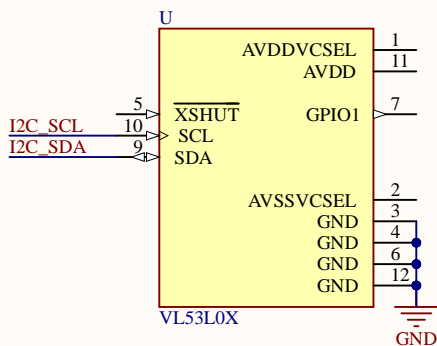 U
AVDDVCSEL 1
AVDD 11
5 XSHUT
GPIO1 7
I2C_SCL 10 SCL
I2C_SDA 9 SDA
AVSSVCSEL 2
GND 3
GND 4
GND 6
GND 12
VL53L0X
GND